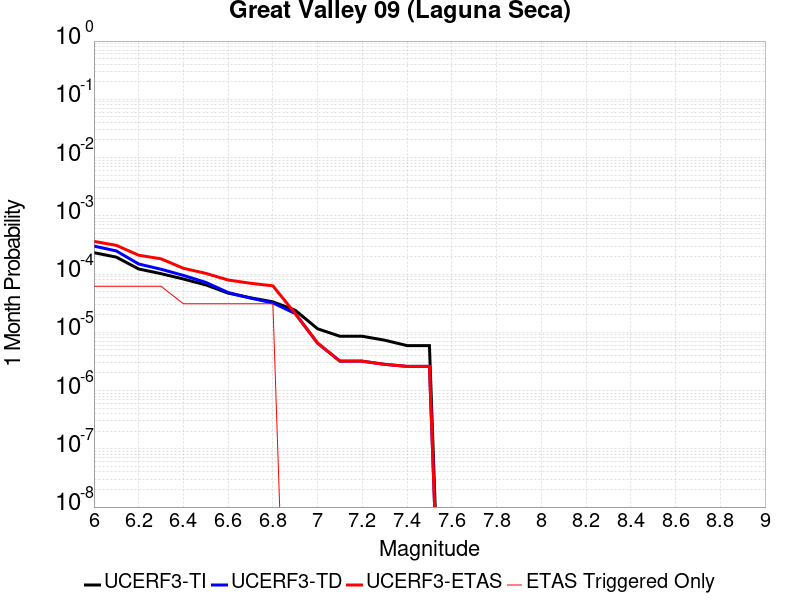 Great Valley 09 (Laguna Seca)
10^0
10^-1
10^-2
10^-3
10^-4
10^-5
10^-6
10^-7
10^-8
1 Month Probability
6 6.2 6.4 6.6 6.8 7 7.2 7.4 7.6 7.8 8 8.2 8.4 8.6 8.8 9
Magnitude
UCERF3-TI UCERF3-TD UCERF3-ETAS ETAS Triggered Only